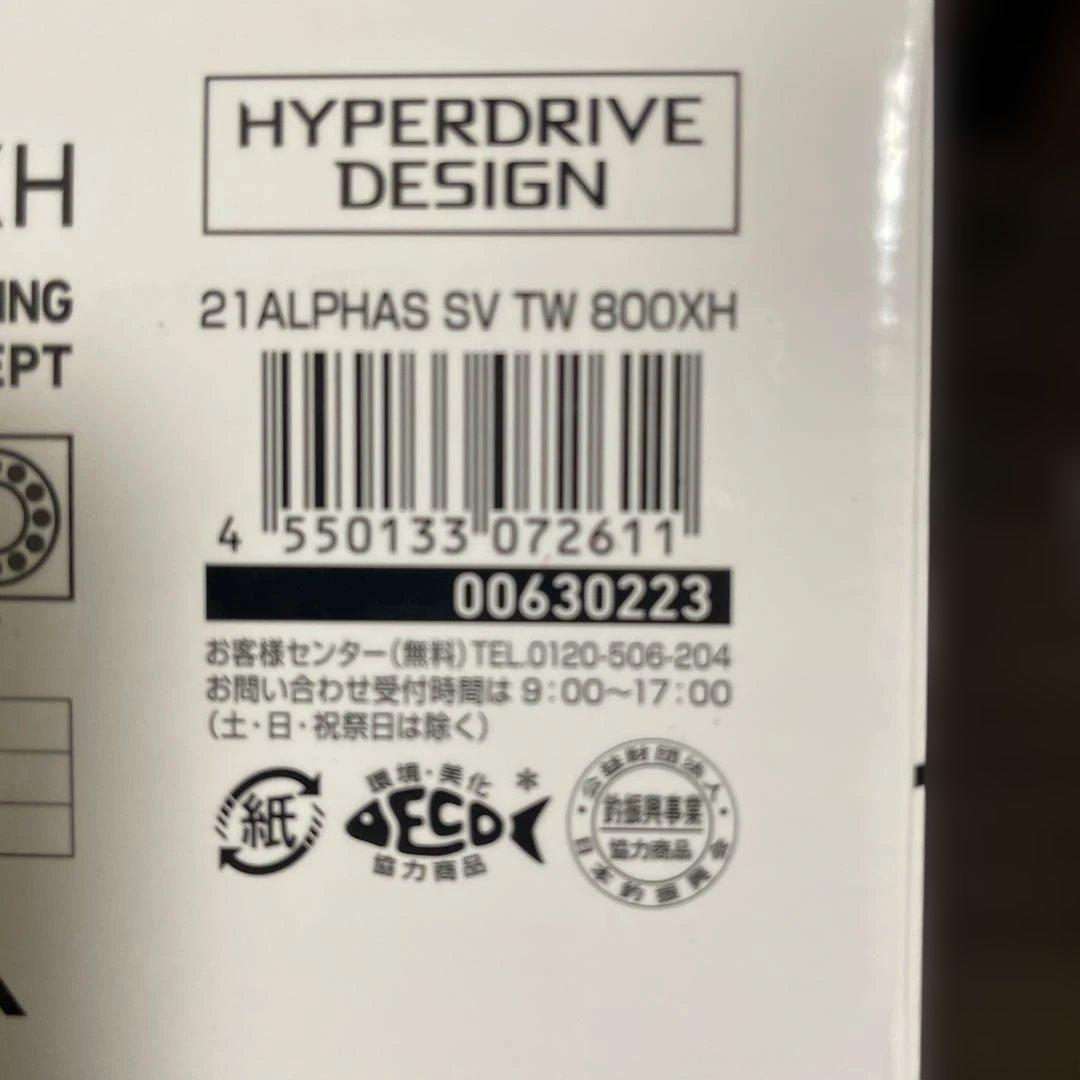 HYPERDRIVE
DESIGN
XH
ING
EPT
21ALPHAS SV TW 800XH
4 550133 072611
00630223
お客様センター(無料)TEL.0120-506-204
お問い合わせ受付時間は 9:00〜17:00
(土・日・祝祭日は除く)
紙
環境・美化 *
ECO
協力商品
公益財団法人
釣振興事業
協力商品
日本釣振興会